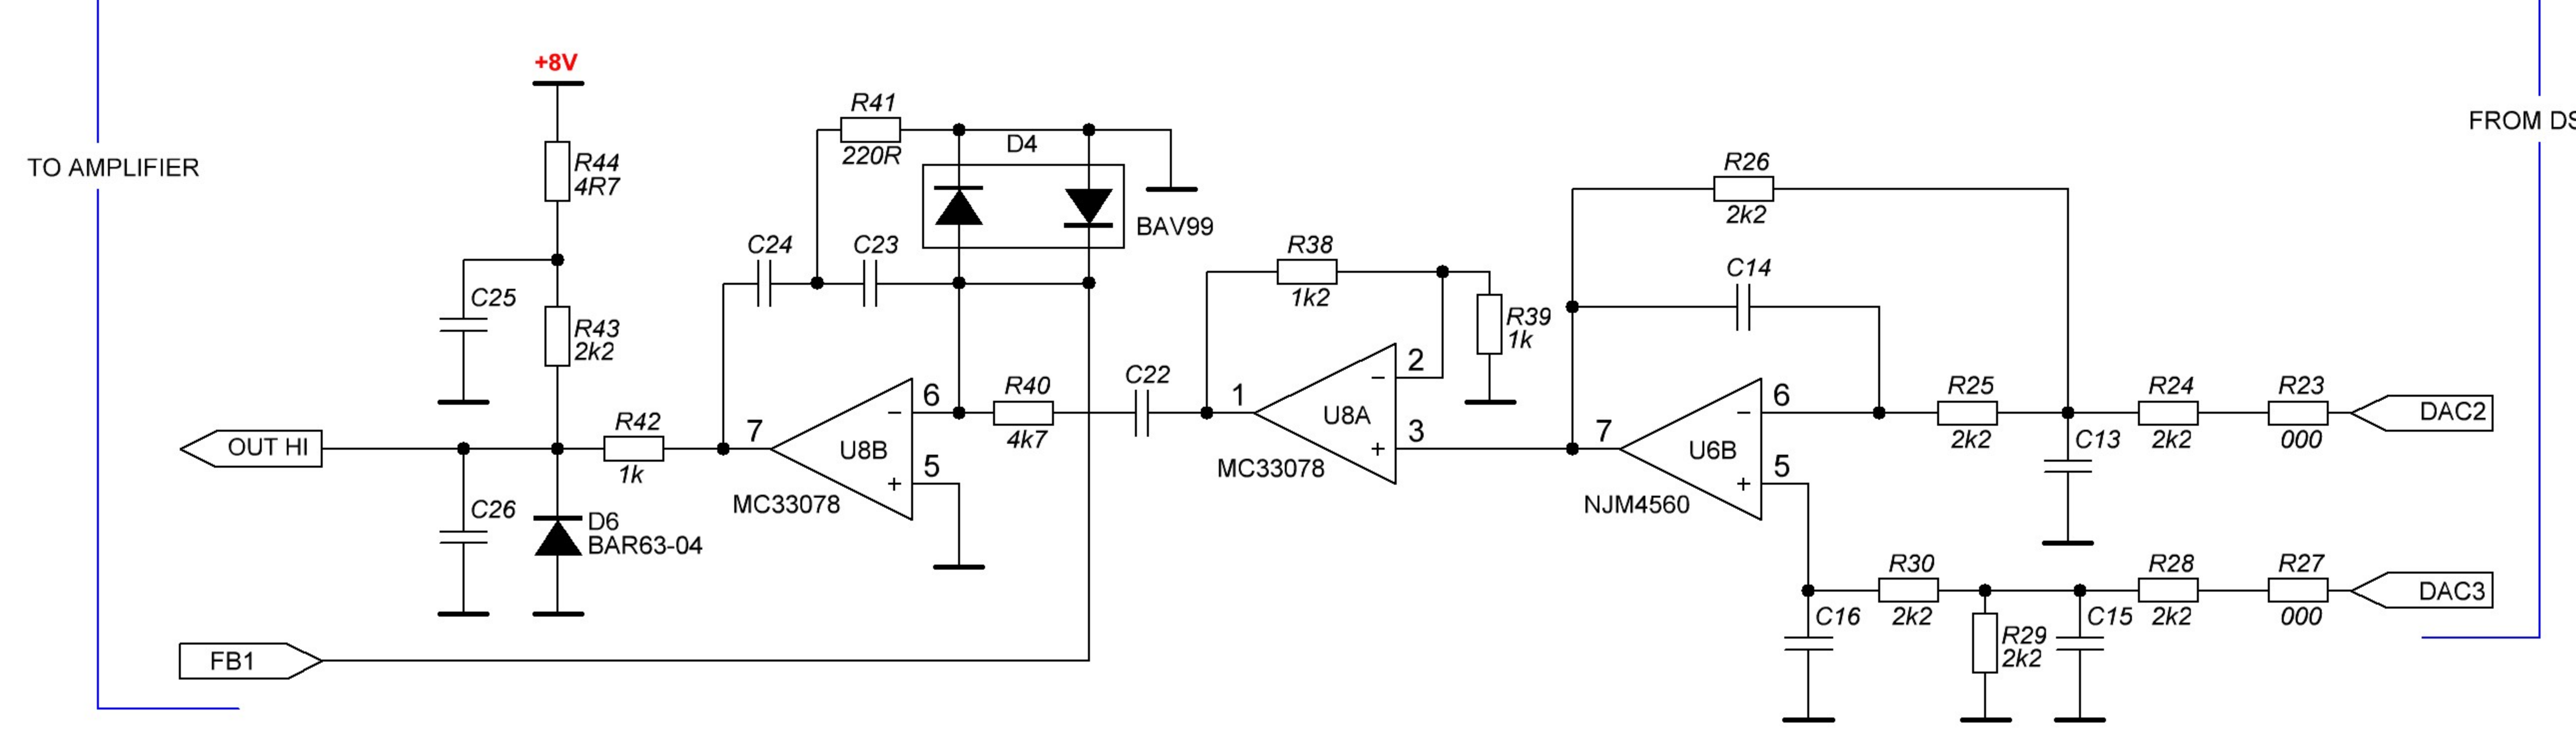 +8V
R41
220R
D4
FROM DS
TO AMPLIFIER
R44
4R7
R26
2k2
BAV99
C24
C23
R38
1k2
C14
C25
R43
2k2
R39
1k
2
1
C22
R40
4k7
6
R42
1k
7
U8B
5
MC33078
U8A
3
MC33078
7
U6B
6
5
NJM4560
R25
2k2
C13
R24
2k2
R23
000
DAC2
OUT HI
C26
D6
BAR63-04
R30
2k2
R28
2k2
R27
000
DAC3
C16
R29
2k2
C15
FB1